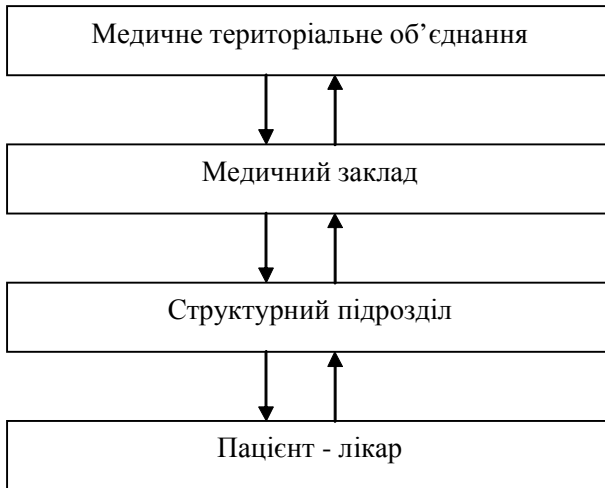 Медичне територіальне об’єднання
Медичний заклад
Структурний підрозділ
Пацієнт - лікар